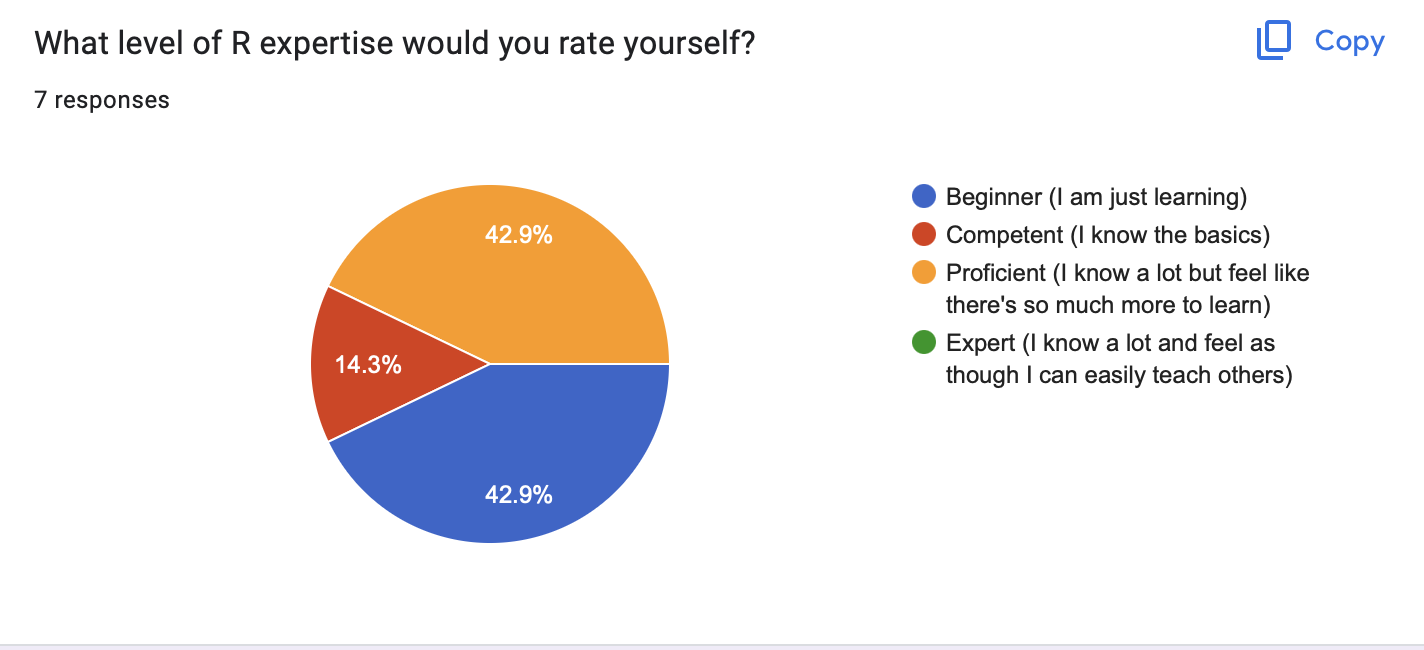 What level of R expertise would you rate yourself?
Copy
7 responses
42.9%
14.3%
42.9%
Beginner (I am just learning)
Competent (I know the basics)
Proficient (I know a lot but feel like
there's so much more to learn)
Expert (I know a lot and feel as
though I can easily teach others)